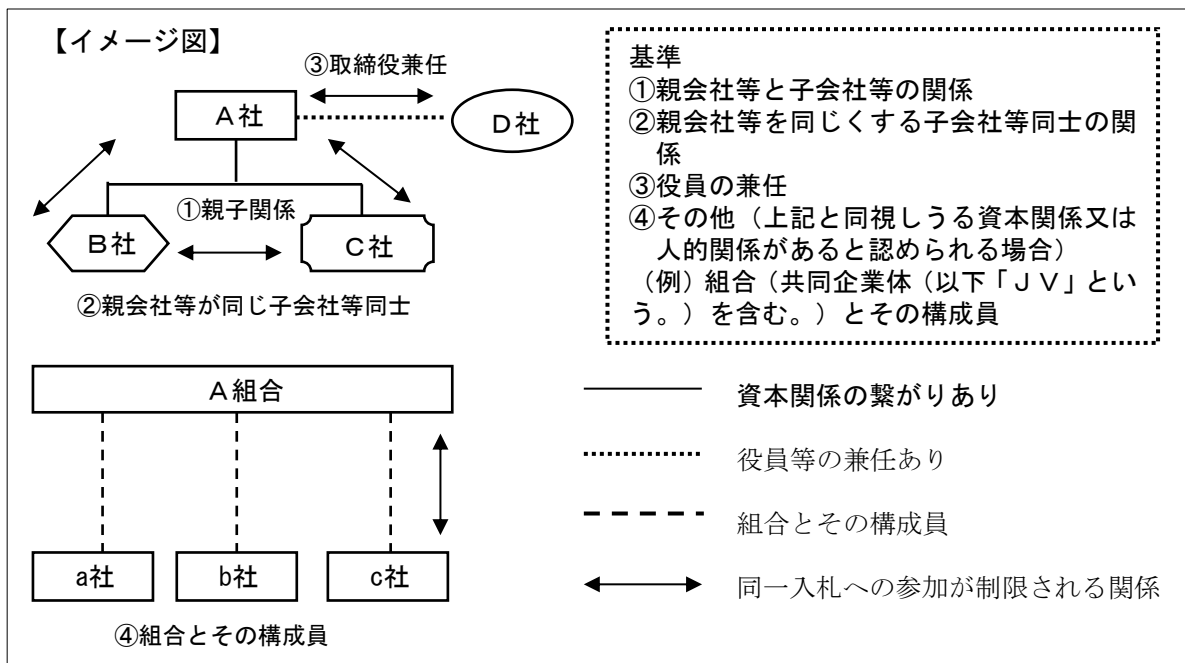 【イメージ図】
③取締役兼任
A社
D社
①親子関係
B社
C社
②親会社等が同じ子会社等同士
基準
①親会社等と子会社等の関係
②親会社等を同じくする子会社等同士の関
係
③役員の兼任
④その他（上記と同視しうる資本関係又は
人的関係があると認められる場合）
（例）組合（共同企業体（以下「ＪＶ」とい
う。）を含む。）とその構成員
A組合
a社
b社
c社
④組合とその構成員
資本関係の繋がりあり
役員等の兼任あり
組合とその構成員
同一入札への参加が制限される関係